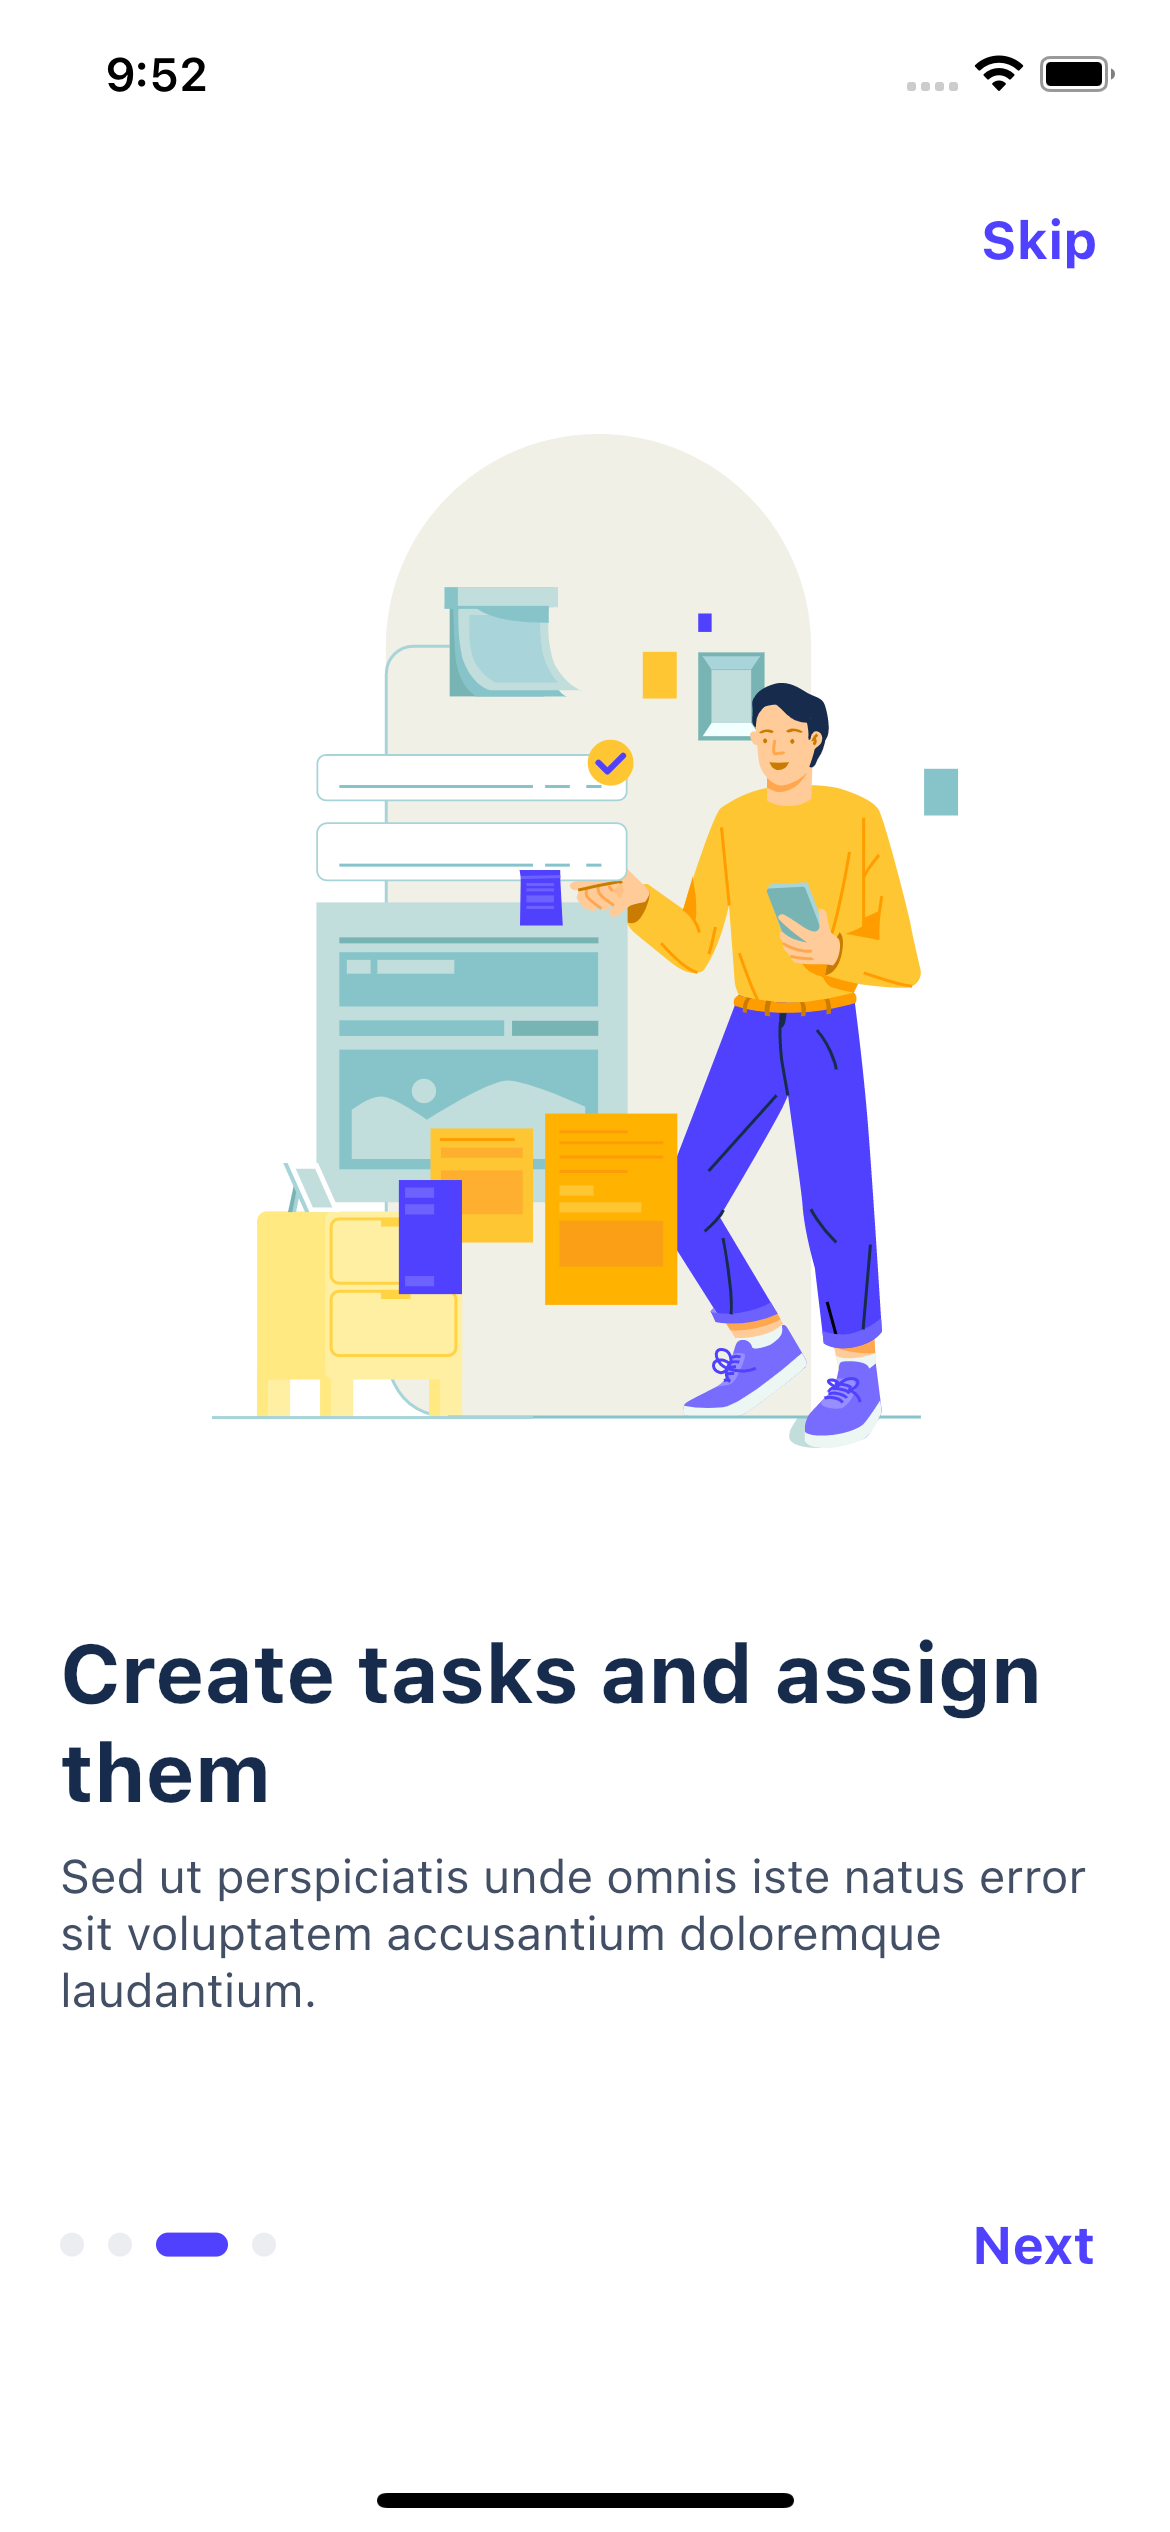 9:52
Skip
Create tasks and assign
them
Sed ut perspiciatis unde omnis iste natus error
sit voluptatem accusantium doloremque
laudantium.
Next